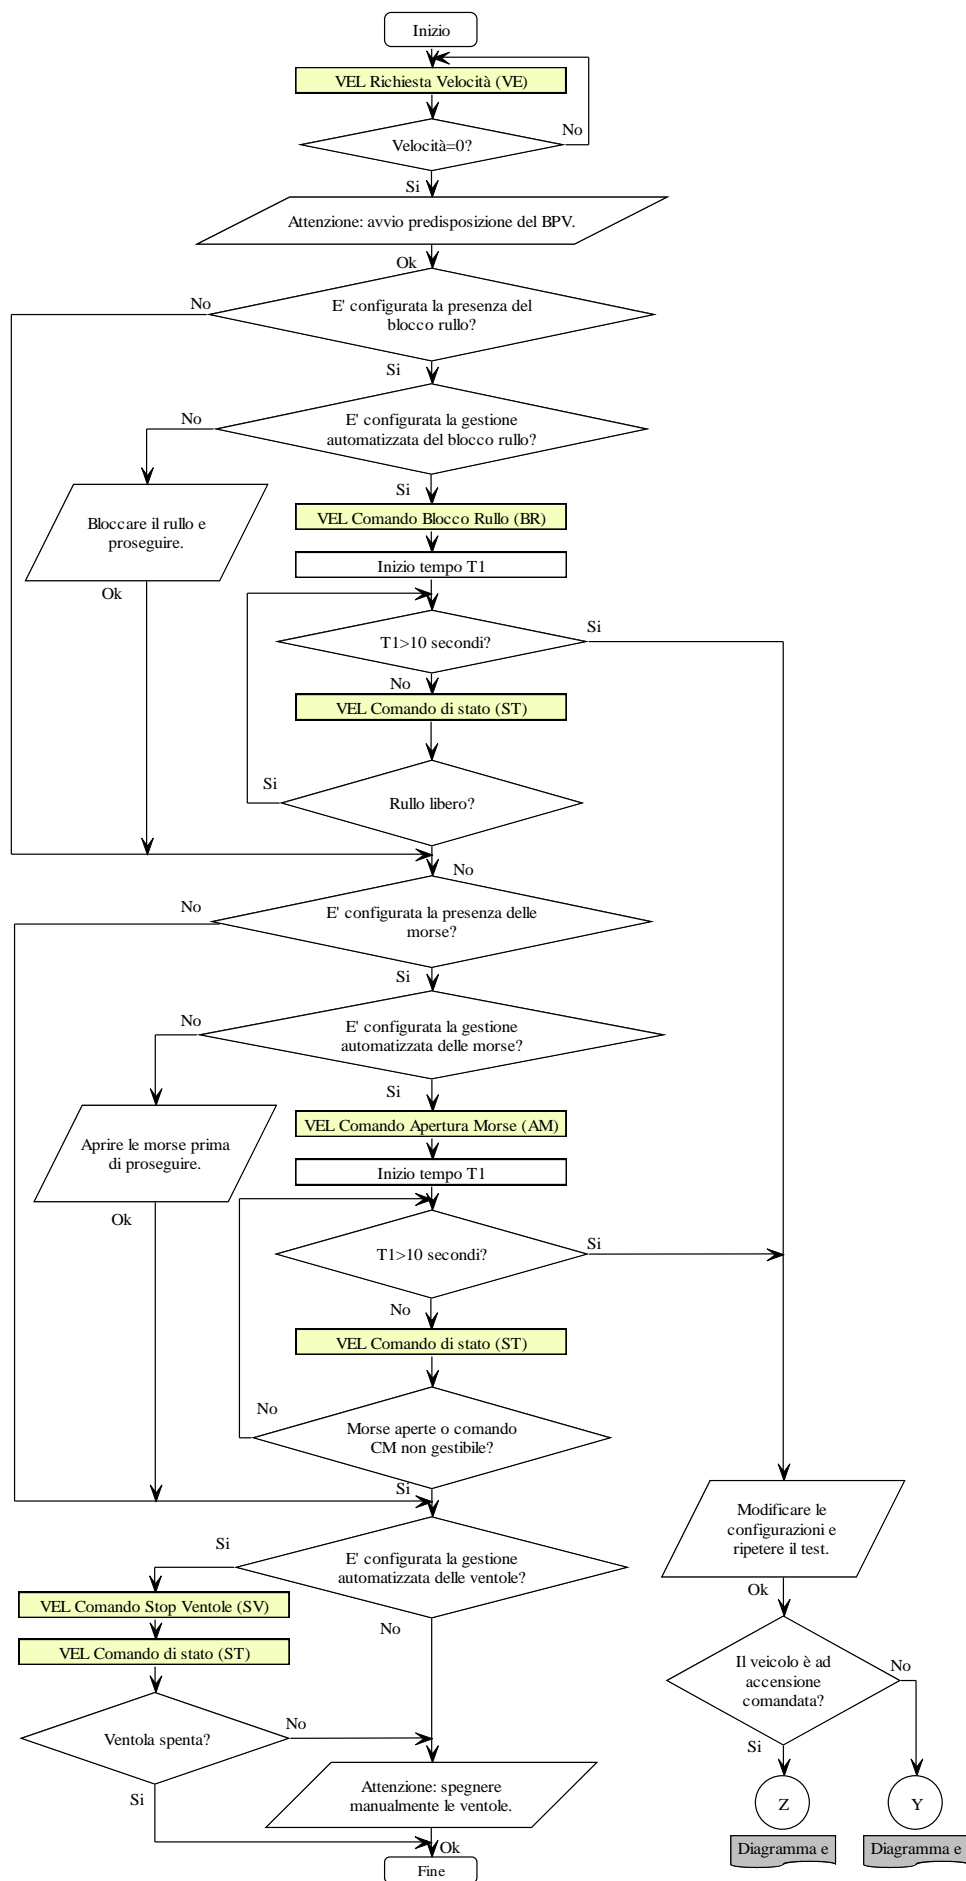 Inizio
VEL Richiesta Velocità (VE)
No
Velocità=0?
Si
Attenzione: avvio predisposizione del BPV.
Ok
No
E' configurata la presenza del
blocco rullo?
Si
No
E' configurata la gestione
automatizzata del blocco rullo?
Si
VEL Comando Blocco Rullo (BR)
Bloccare il rullo e
proseguire.
Ok
Inizio tempo T1
Si
T1>10 secondi?
No
VEL Comando di stato (ST)
Si
Rullo libero?
No
No
E' configurata la presenza delle
morse?
Si
No
E' configurata la gestione
automatizzata delle morse?
Si
VEL Comando Apertura Morse (AM)
Aprire le morse prima
di proseguire.
Ok
Inizio tempo T1
Si
T1>10 secondi?
No
VEL Comando di stato (ST)
No
Morse aperte o comando
CM non gestibile?
Si
Modificare le
configurazioni e
ripetere il test.
Ok
Si
E' configurata la gestione
automatizzata delle ventole?
No
VEL Comando Stop Ventole (SV)
VEL Comando di stato (ST)
Il veicolo è ad
accensione
comandata?
No
Si
Ventola spenta?
No
Si
Attenzione: spegnere
manualmente le ventole.
Ok
Z
Y
Diagramma e
Diagramma e
Fine